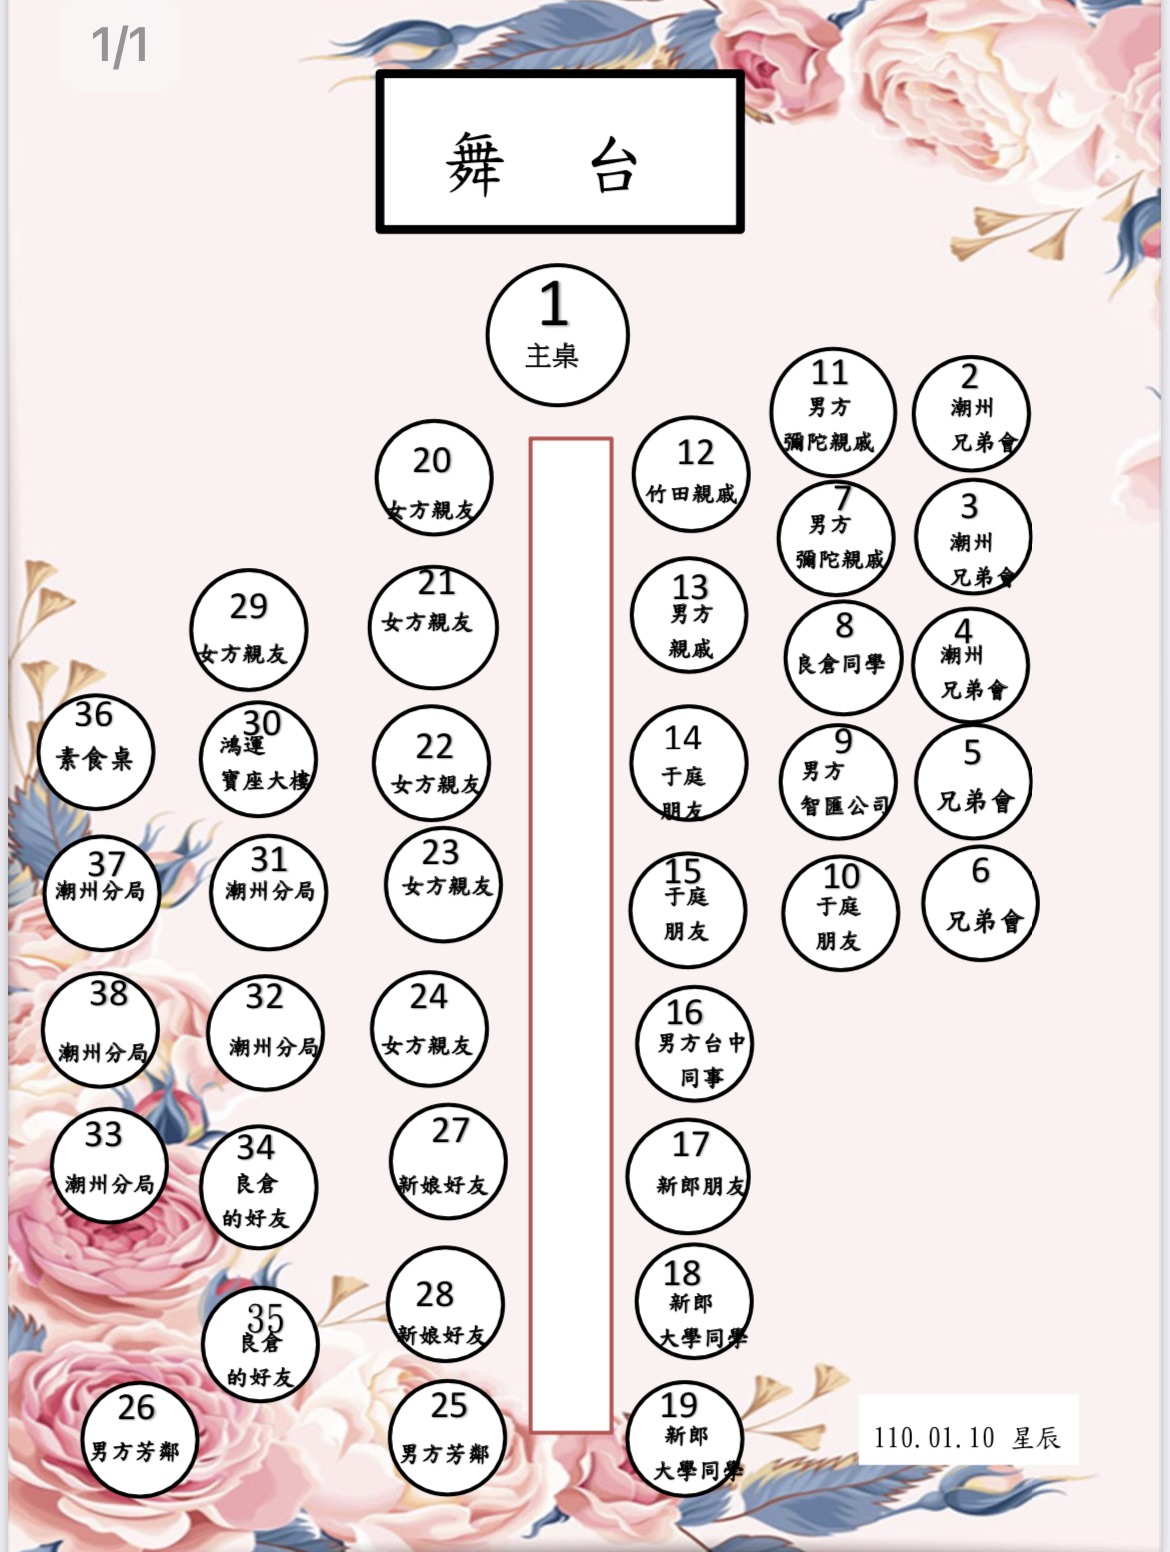 1/1
舞 台
1
主桌
11
男方
彌陀親戚
2
潮州
兄弟會
20
女方親友
12
竹田親戚
7
男方
彌陀親戚
3
潮州
兄弟會
29
女方親友
21
女方親友
13
男方
親戚
8
良倉同學
4
潮州
兄弟會
36
素食桌
30
鴻運
寶座大樓
22
女方親友
14
于庭
朋友
9
男方
智匯公司
5
兄弟會
37
潮州分局
31
潮州分局
23
女方親友
15
于庭
朋友
10
于庭
朋友
6
兄弟會
38
潮州分局
32
潮州分局
24
女方親友
16
男方台中
同事
33
潮州分局
34
良倉
的好友
27
新娘好友
17
新郎朋友
35
良倉
的好友
28
新娘好友
18
新郎
大學同學
26
男方芳鄰
25
男方芳鄰
19
新郎
大學同學
110.01.10 星辰